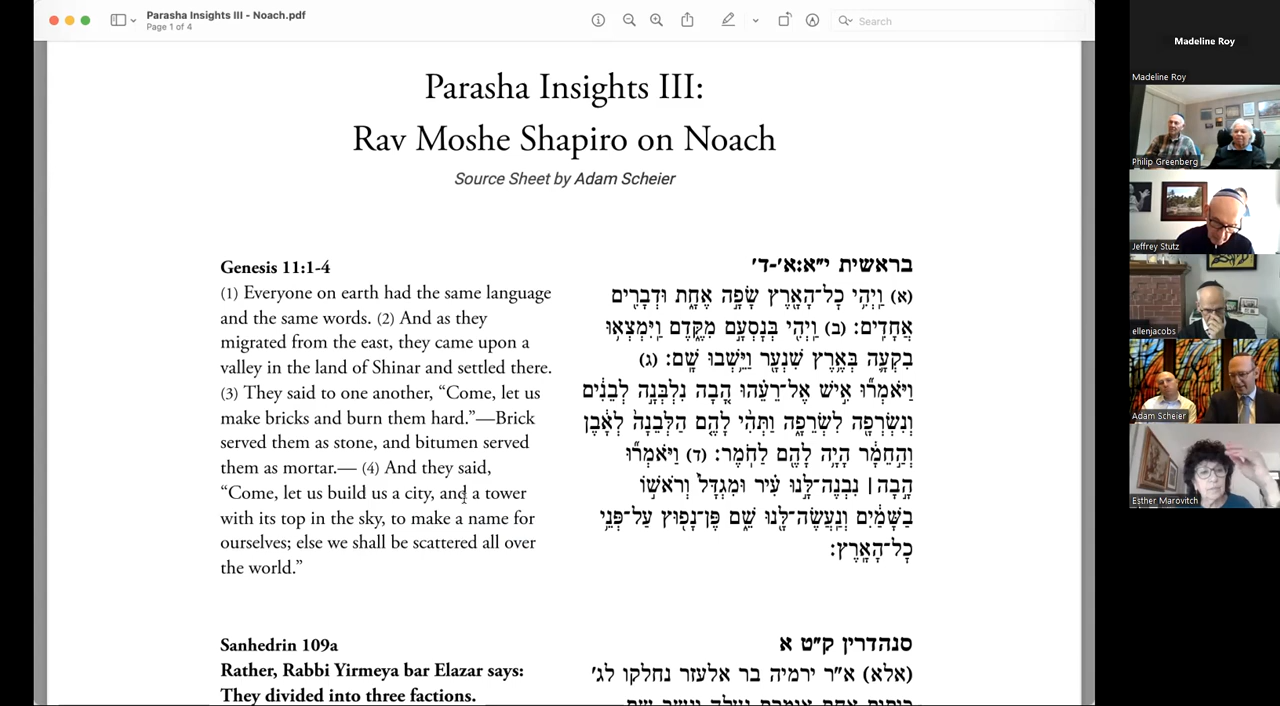 Parasha Insights III - Noach.pdf
Page 1 of 4
Search
Parasha Insights III:
Rav Moshe Shapiro on Noach
Source Sheet by Adam Scheier
Genesis 11:1-4
(1) Everyone on earth had the same language
and the same words. (2) And as they
migrated from the east, they came upon a
valley in the land of Shinar and settled there.
(3) They said to one another, “Come, let us
make bricks and burn them hard.”—Brick
served them as stone, and bitumen served
them as mortar.— (4) And they said,
“Come, let us build us a city, and a tower
with its top in the sky, to make a name for
ourselves; else we shall be scattered all over
the world.”
בראשית י״א:א׳-ד׳
(א) וַֽיְהִ֥י כׇל־הָאָ֖רֶץ שָׂפָ֣ה אֶחָ֑ת וּדְבָרִ֖ים
אֲחָדִֽים׃ (ב) וַֽיְהִ֖י בְּנׇסְעָ֣ם מִקֶּ֑דֶם וַֽיִּמְצְא֥וּ
בִקְעָ֛ה בְּאֶ֥רֶץ שִׁנְעָ֖ר וַיֵּ֥שְׁבוּ שָֽׁם׃ (ג)
וַיֹּאמְר֞וּ אִ֣ישׁ אֶל־רֵעֵ֗הוּ הָ֚בָה נִלְבְּנָ֣ה לְבֵנִ֔ים
וְנִשְׂרְפָ֖ה לִשְׂרֵפָ֑ה וַתְּהִ֨י לָהֶ֤ם הַלְּבֵנָה֙ לְאָ֔בֶן
וְהַ֣חֵמָ֔ר הָיָ֥ה לָהֶ֖ם לַחֹֽמֶר׃ (ד) וַיֹּאמְר֞וּ
הָ֣בָה ׀ נִבְנֶה־לָּ֣נוּ עִ֗יר וּמִגְדָּל֙ וְרֹאשׁ֣וֹ
בַשָּׁמַ֔יִם וְנַֽעֲשֶׂה־לָּ֖נוּ שֵׁ֑ם פֶּן־נָפ֖וּץ עַל־פְּנֵ֥י
כׇל־הָאָֽרֶץ׃
Sanhedrin 109a
Rather, Rabbi Yirmeya bar Elazar says:
They divided into three factions.
סנהדרין ק״ט א
(אלא) א״ר ירמיה בר אלעזר נחלקו לג׳
Madeline Roy
Madeline Roy
Philip Greenberg
Jeffrey Stutz
ellenjacobs
Adam Scheier
Esther Marovitch